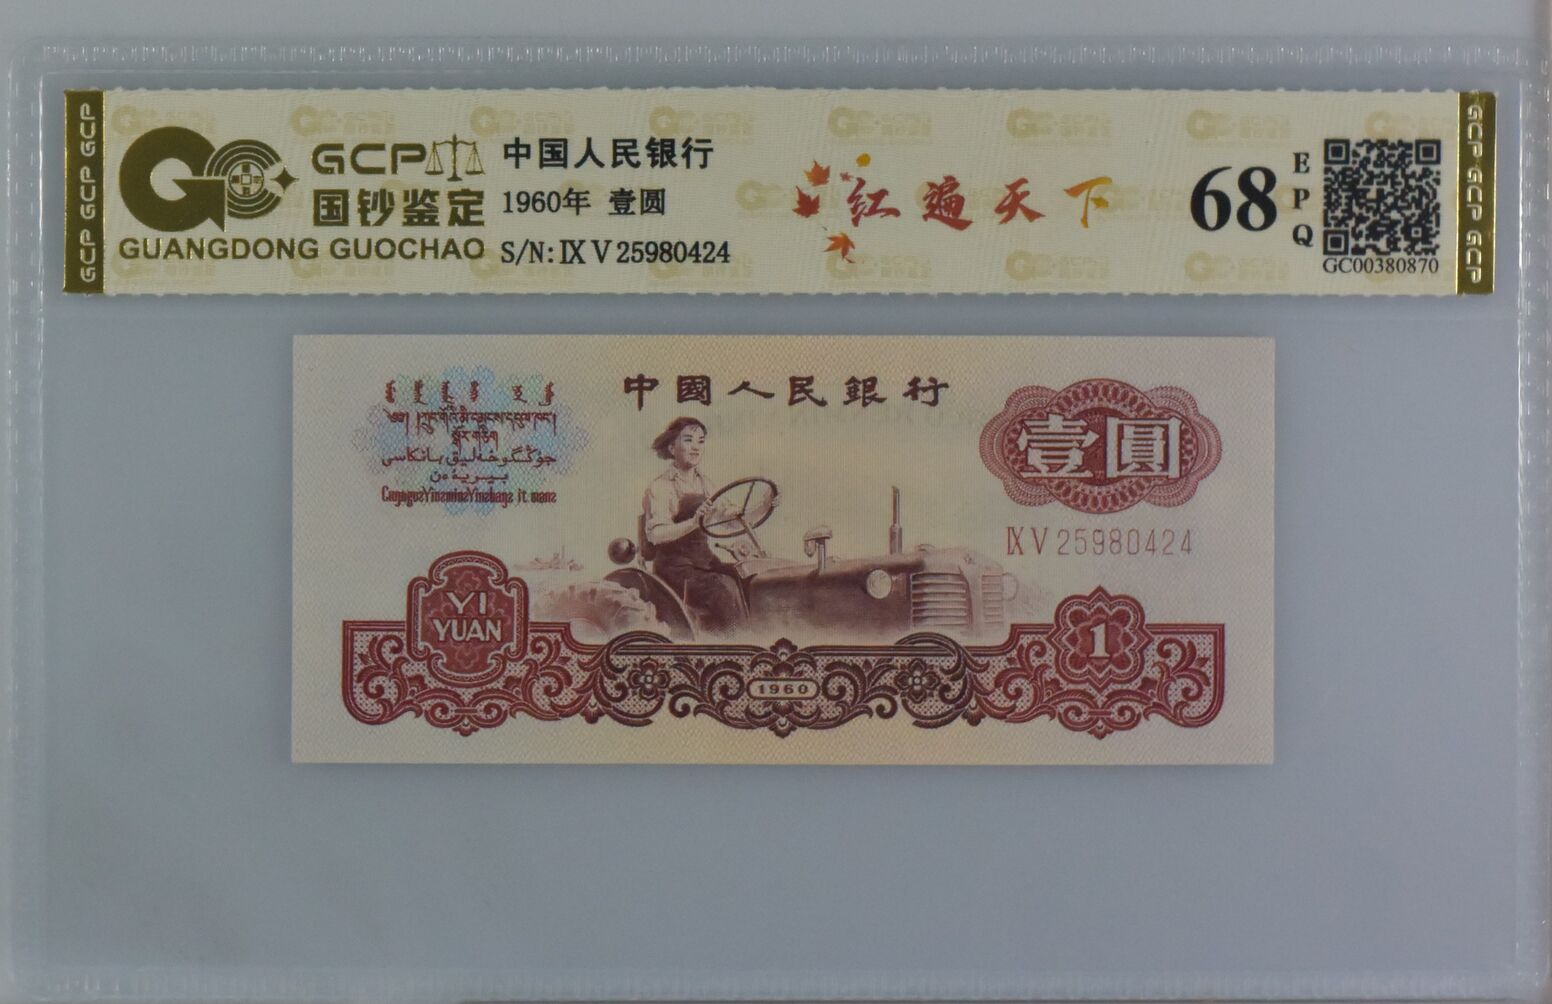 GCP GCP GCP
GCP
国钞鉴定
GUANGDONG GUOCHAO
中国人民银行
1960年 壹圆
S/N: Ⅸ Ⅴ 25980424
红遍天下
68
E
P
Q
GC00380870
GCP GCP GCP
中國人民銀行
壹圓
Ⅸ Ⅴ 25980424
YI
YUAN
1960
1